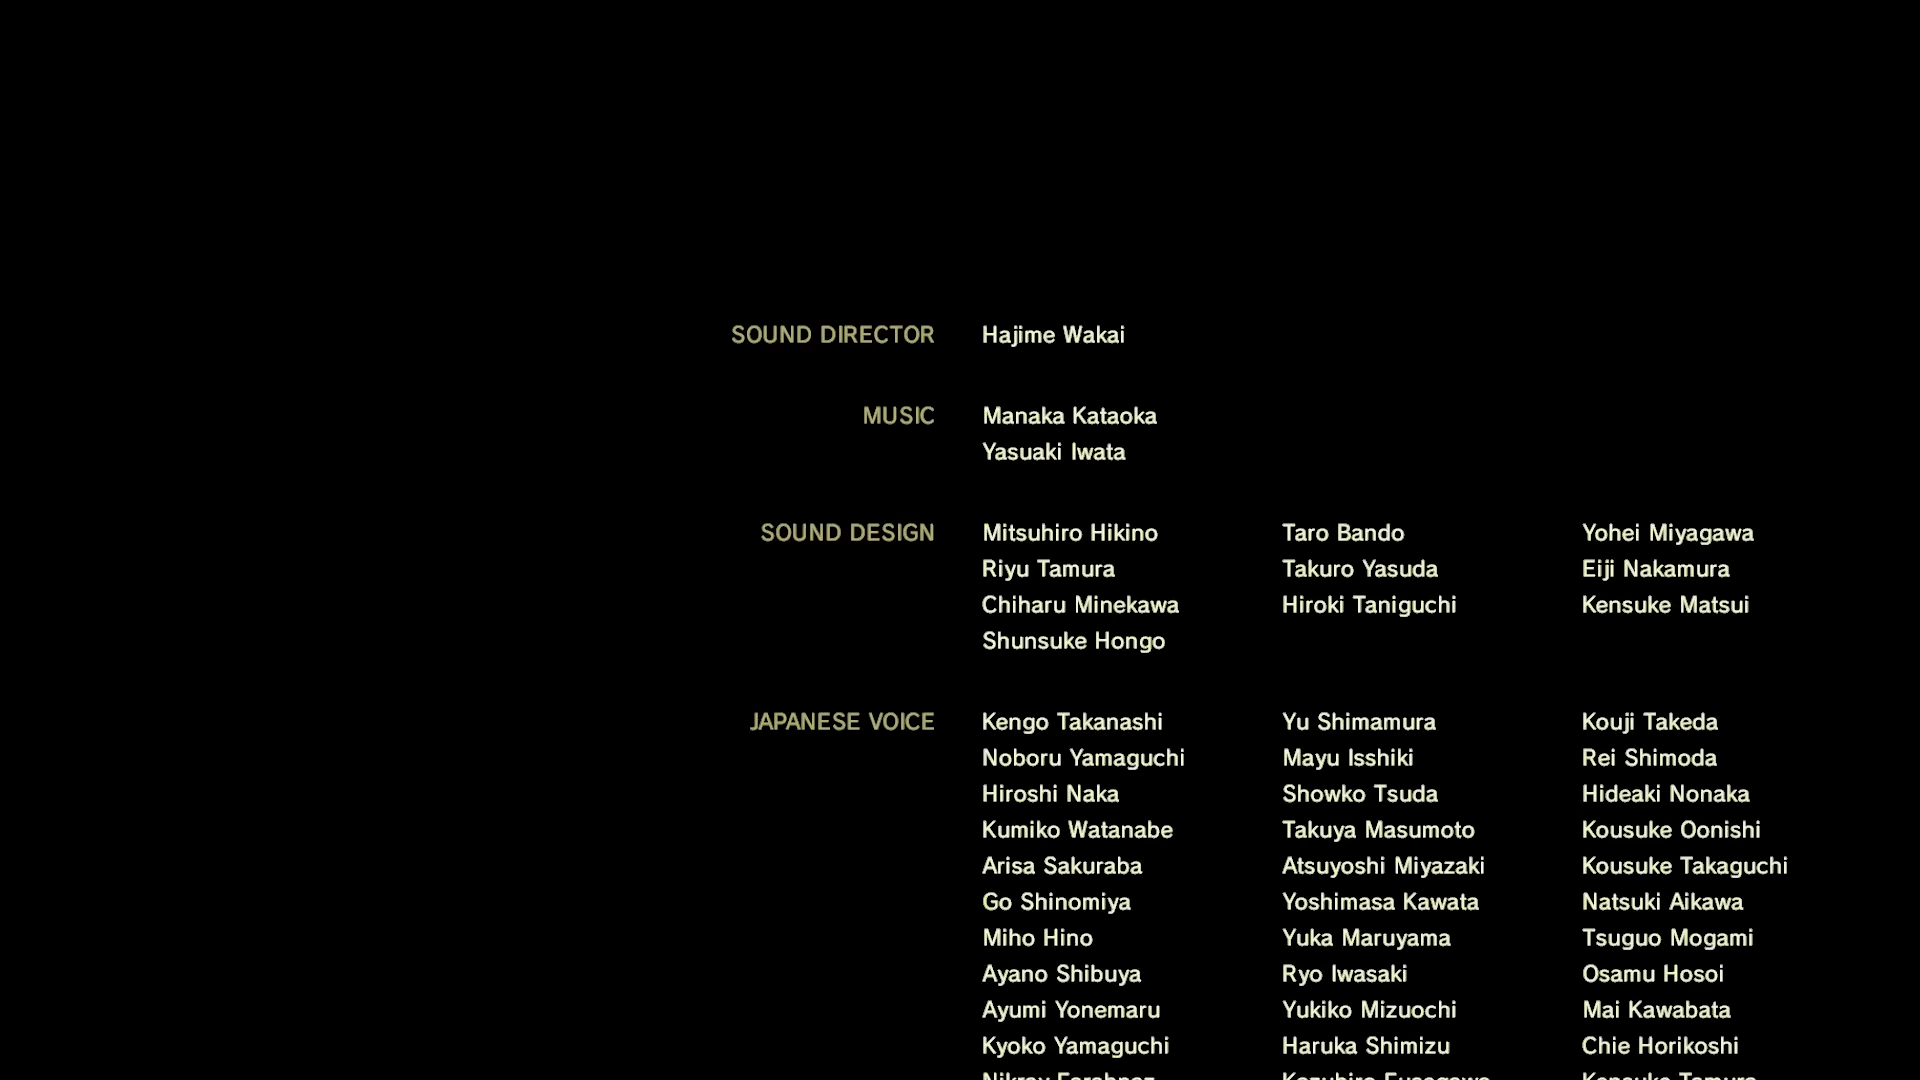 SOUND DIRECTOR Hajime Wakai
MUSIC Manaka Kataoka
Yasuaki Iwata
SOUND DESIGN Mitsuhiro Hikino Taro Bando Yohei Miyagawa
Riyu Tamura Takuro Yasuda Eiji Nakamura
Chiharu Minekawa Hiroki Taniguchi Kensuke Matsui
Shunsuke Hongo
JAPANESE VOICE Kengo Takanashi Yu Shimamura Kouji Takeda
Noboru Yamaguchi Mayu Isshiki Rei Shimoda
Hiroshi Naka Showko Tsuda Hideaki Nonaka
Kumiko Watanabe Takuya Masumoto Kousuke Oonishi
Arisa Sakuraba Atsuyoshi Miyazaki Kousuke Takaguchi
Go Shinomiya Yoshimasa Kawata Natsuki Aikawa
Miho Hino Yuka Maruyama Tsuguo Mogami
Ayano Shibuya Ryo Iwasaki Osamu Hosoi
Ayumi Yonemaru Yukiko Mizuochi Mai Kawabata
Kyoko Yamaguchi Haruka Shimizu Chie Horikoshi